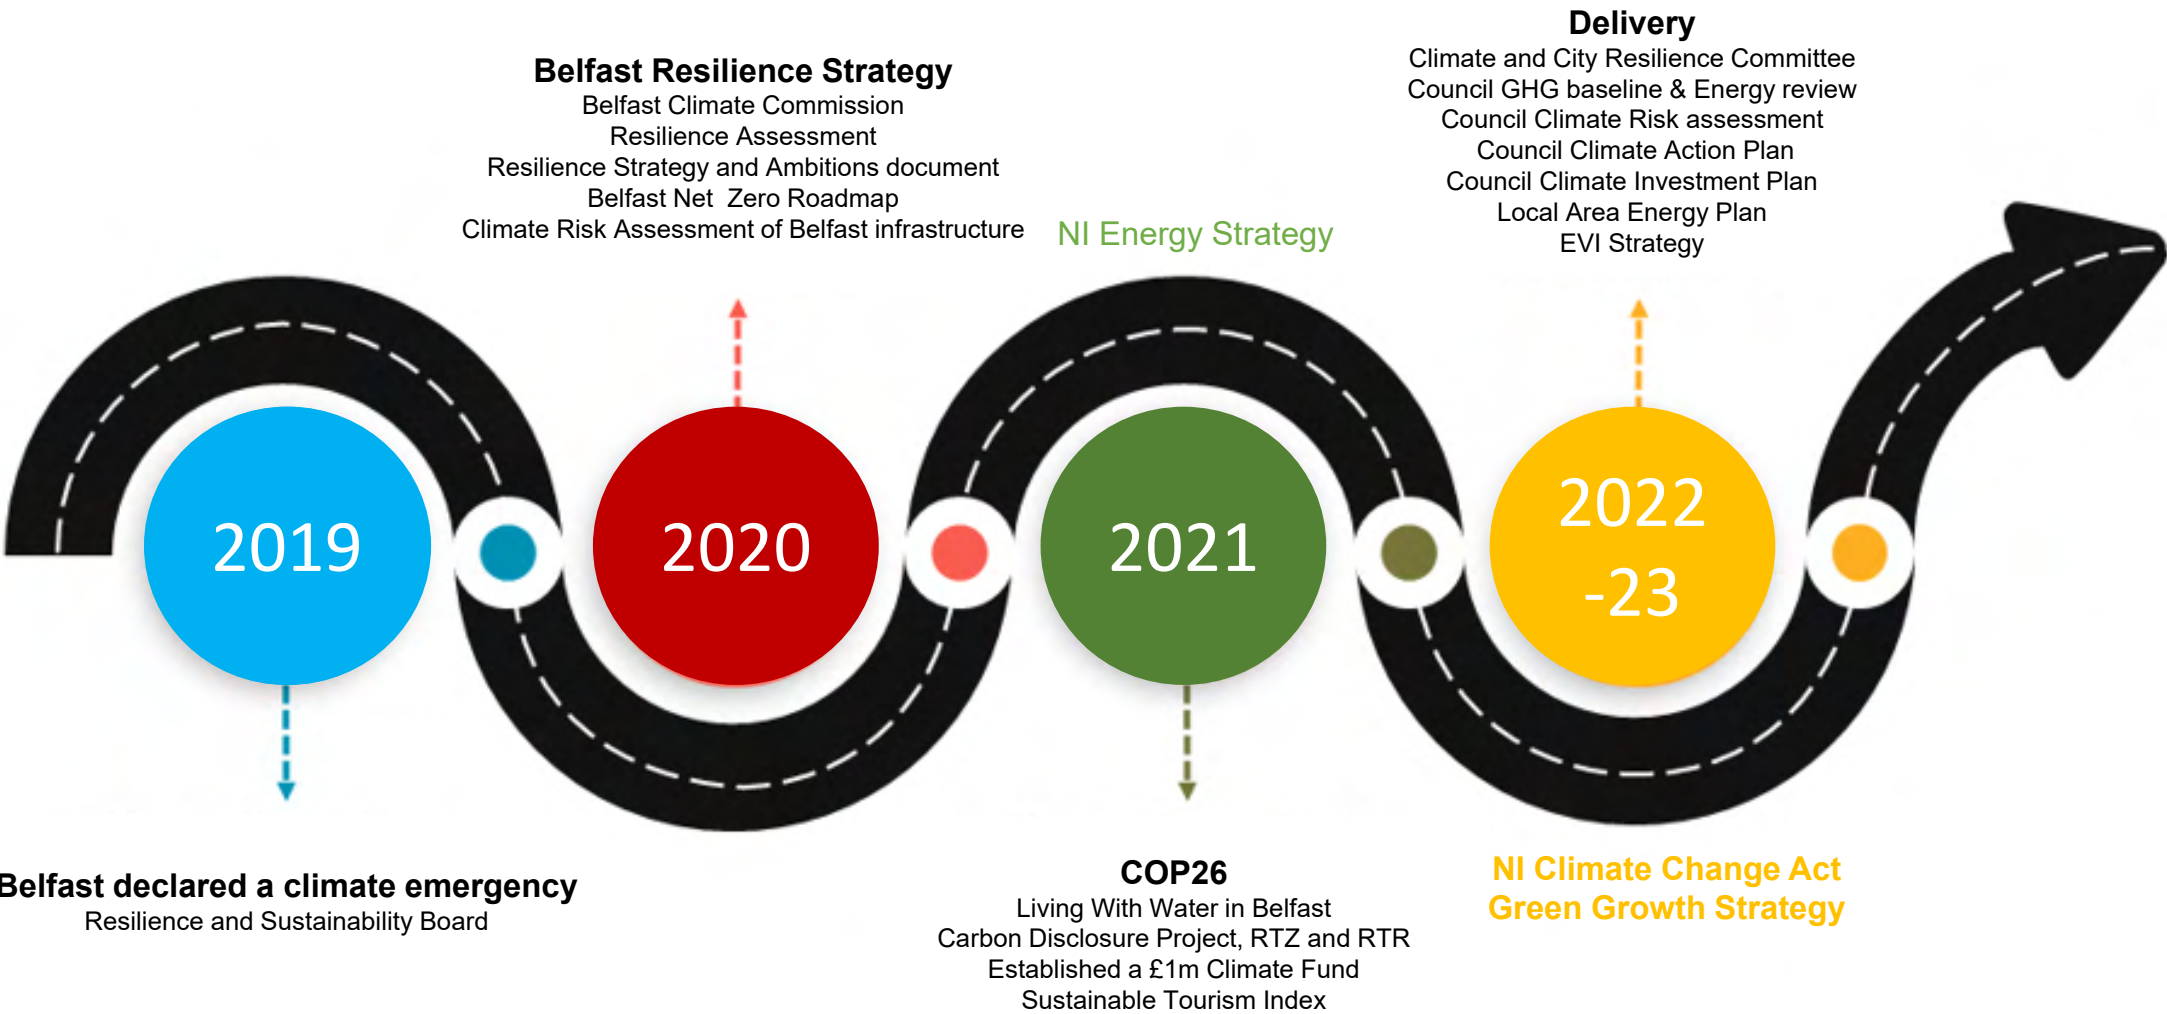 Delivery
Climate and City Resilience Committee
Council GHG baseline & Energy review
Council Climate Risk assessment
Council Climate Action Plan
Council Climate Investment Plan
Local Area Energy Plan
EVI Strategy
Belfast Resilience Strategy
Belfast Climate Commission
Resilience Assessment
Resilience Strategy and Ambitions document
Belfast Net Zero Roadmap
Climate Risk Assessment of Belfast infrastructure
NI Energy Strategy
2019
2020
2021
2022
-23
Belfast declared a climate emergency
Resilience and Sustainability Board
COP26
Living With Water in Belfast
Carbon Disclosure Project, RTZ and RTR
Established a £1m Climate Fund
Sustainable Tourism Index
NI Climate Change Act
Green Growth Strategy